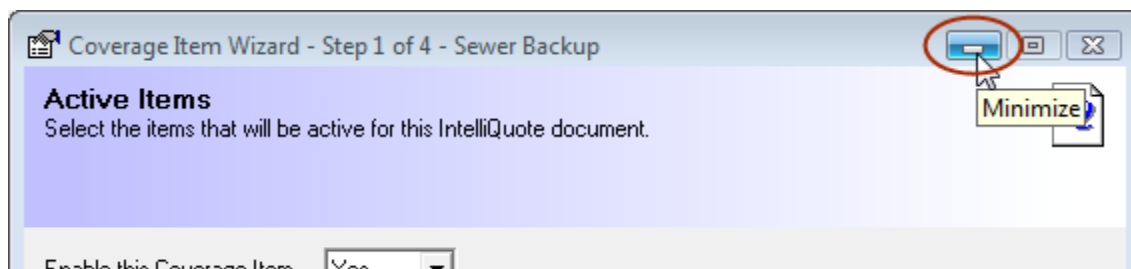 Coverage Item Wizard - Step 1 of 4 - Sewer Backup
Active Items
Minimize
Select the items that will be active for this IntelliQuote document.
Enable this Coverage Item
Yes